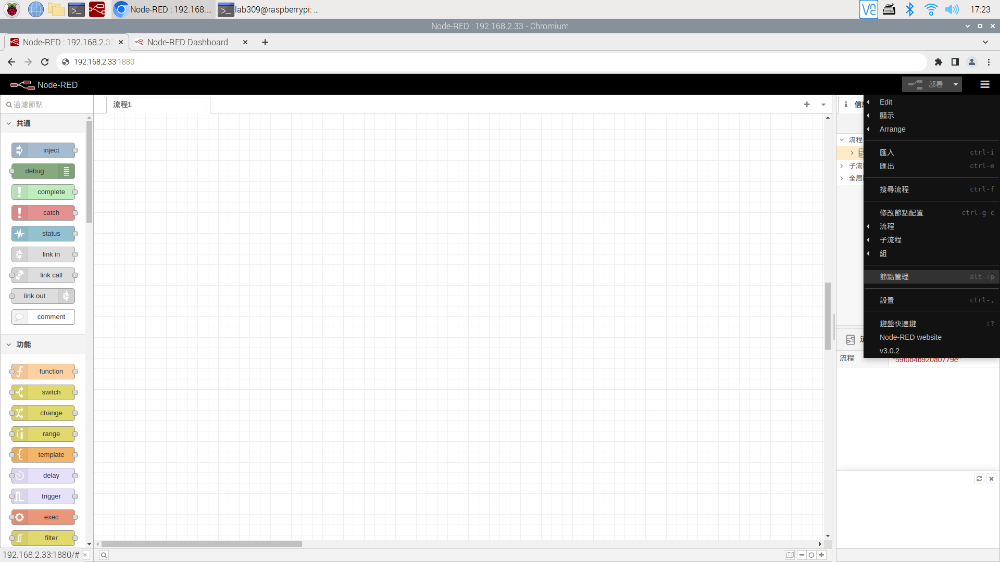 Node-RED : 192.168....
lab309@raspberrypi: ...
17:23
Node-RED : 192.168.2.33 - Chromium
Node-RED : 192.168.2.33
Node-RED Dashboard
192.168.2.33:1880
Node-RED
部署
過濾節點
流程1
共通
inject
debug
complete
catch
status
link in
link call
link out
comment
功能
function
switch
change
range
template
delay
trigger
exec
filter
192.168.2.33:1880/#
流程
子流
全局
流程
"59f0b4b920a0779e"
Edit
顯示
Arrange
匯入 ctrl-i
匯出 ctrl-e
搜尋流程 ctrl-f
修改節點配置 ctrl-g c
流程
子流程
組
節點管理 alt-⇧p
設置 ctrl-,
鍵盤快速鍵 ⇧?
Node-RED website
v3.0.2